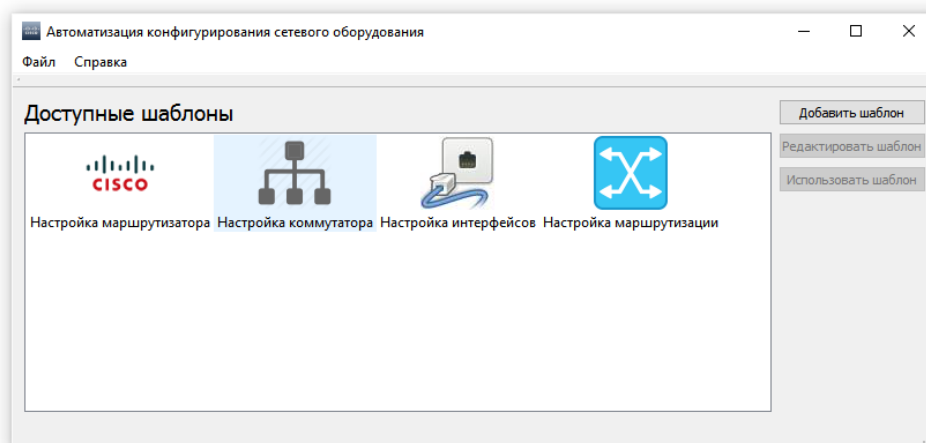 Автоматизация конфигурирования сетевого оборудования
Файл Справка
Доступные шаблоны
Добавить шаблон
Редактировать шаблон
Использовать шаблон
CISCO
Настройка маршрутизатора Настройка коммутатора Настройка интерфейсов Настройка маршрутизации